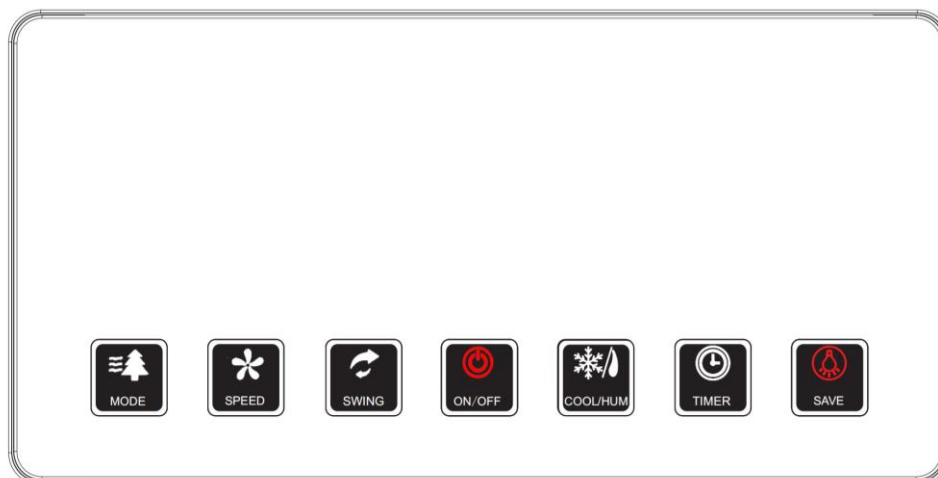 MODE
SPEED
SWING
ON/OFF
COOL/HUM
TIMER
SAVE